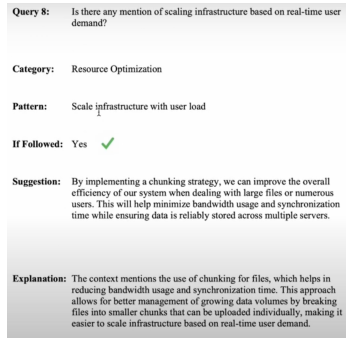 Query 8: Is there any mention of scaling infrastructure based on real-time user
demand?
Category: Resource Optimization
Pattern: Scale infrastructure with user load
If Followed: Yes
Suggestion: By implementing a chunking strategy, we can improve the overall
efficiency of our system when dealing with large files or numerous
users. This will help minimize bandwidth usage and synchronization
time while ensuring data is reliably stored across multiple servers.
Explanation: The context mentions the use of chunking for files, which helps in
reducing bandwidth usage and synchronization time. This approach
allows for better management of growing data volumes by breaking
files into smaller chunks that can be uploaded individually, making it
easier to scale infrastructure based on real-time user demand.